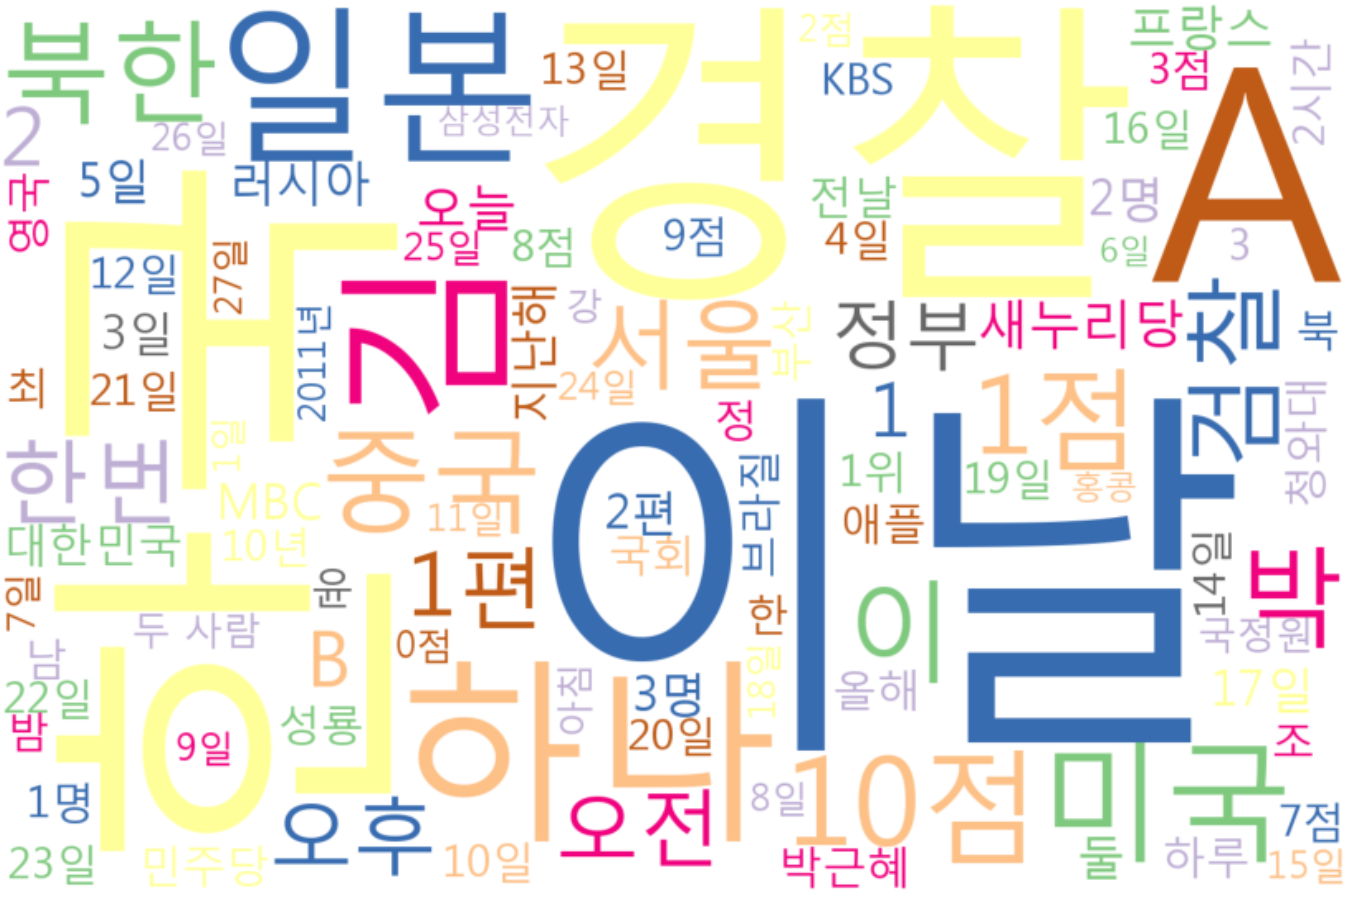 북한
일본
13일
경찰
2점
KBS
프랑스
3점
2시간
A
2
26일
삼성전자
16일
영국
5일
러시아
오늘
25일
8점
9점
전날
4일
2명
6일
3
한국
12일
27일
3일
21일
최
2011년
김
지난해
강
서울
24일
부산
정부
새누리당
검찰
북
이날
정
1
1점
청와대
한번
1일
MBC
중국
11일
2편
국회
브라질
1위
19일
홍콩
애플
대한민국
10년
7일
윤
1편
한
이
14일
박
국정원
두 사람
남
B
0점
22일
밤
9일
성룡
하나
아침
3명
20일
18일
올해
17일
조
1명
오후
오전
8일
10점
미국
7점
23일
민주당
10일
박근혜
둘
하루
15일